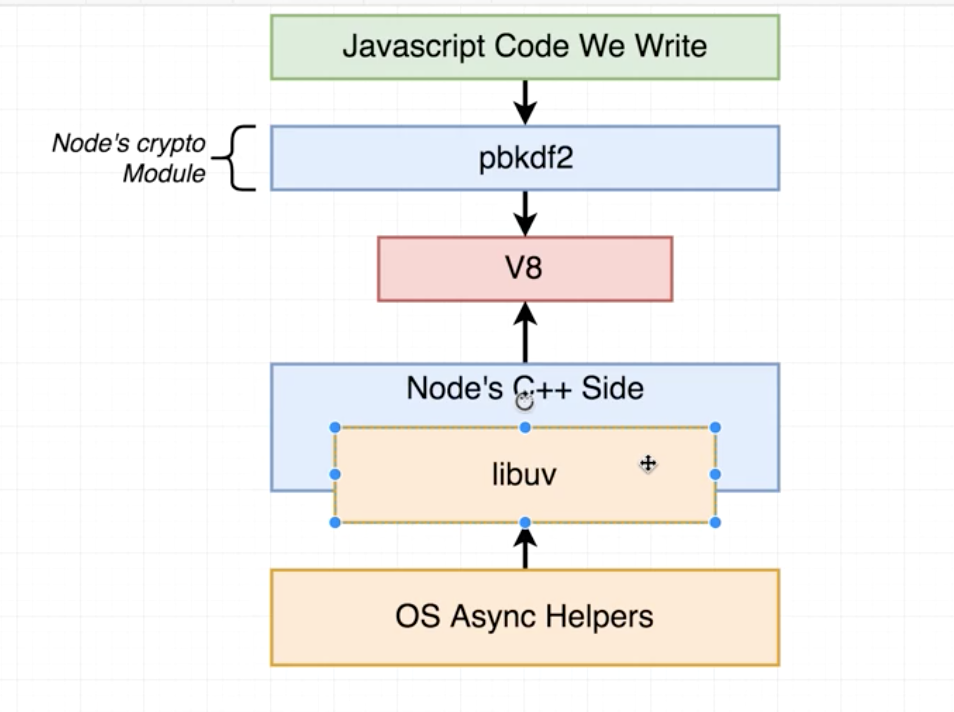 Javascript Code We Write
Node's crypto
Module
pbkdf2
V8
Node's C++ Side
libuv
OS Async Helpers